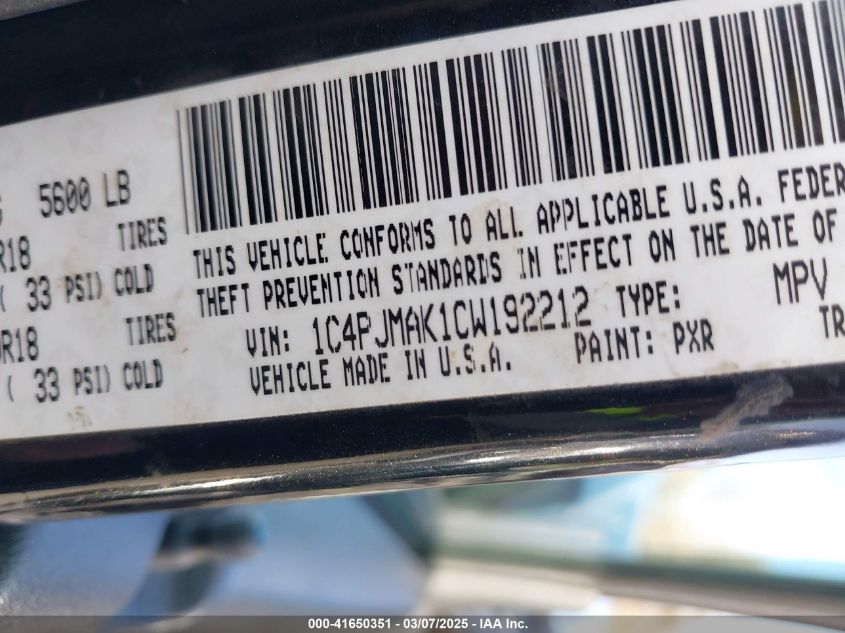 5600 LB
R18 TIRES
( 33 PSI) COLD
R18 TIRES
( 33 PSI) COLD
THIS VEHICLE CONFORMS TO ALL APPLICABLE U.S.A. FEDER
THEFT PREVENTION STANDARDS IN EFFECT ON THE DATE OF
VIN: 1C4PJMAK1CW192212 TYPE: MPV
VEHICLE MADE IN U.S.A. PAINT: PXR TR
000-41650351 — 03/07/2025 — IAA Inc.